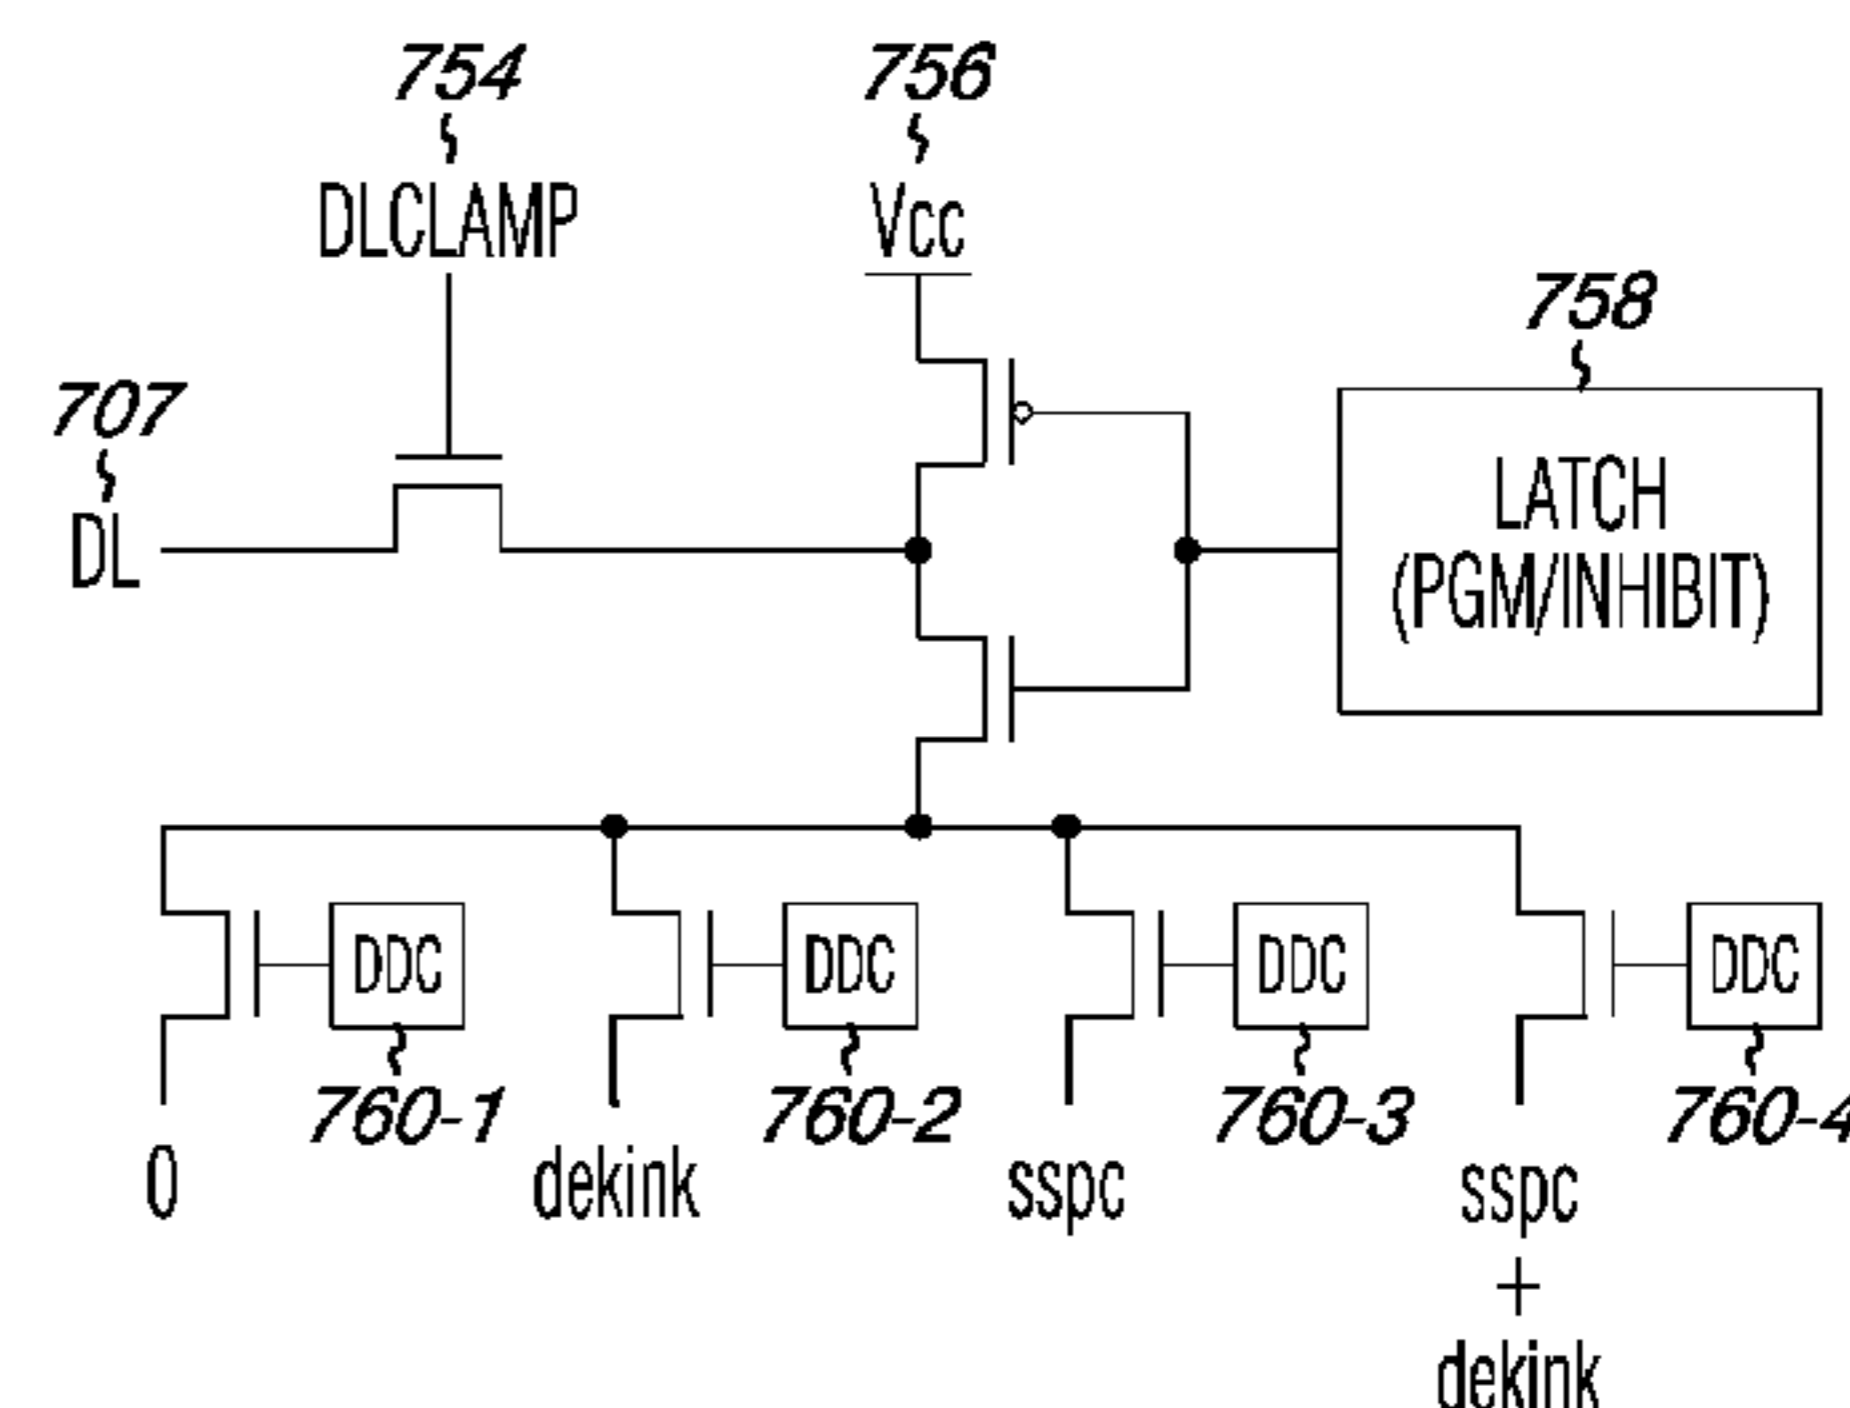 754
756
DLCLAMP
Vcc
758
707
DL
LATCH
(PGM/INHIBIT)
DDC
DDC
DDC
DDC
760-1
760-2
760-3
760-4
0
dekink
sspc
sspc
+
dekink